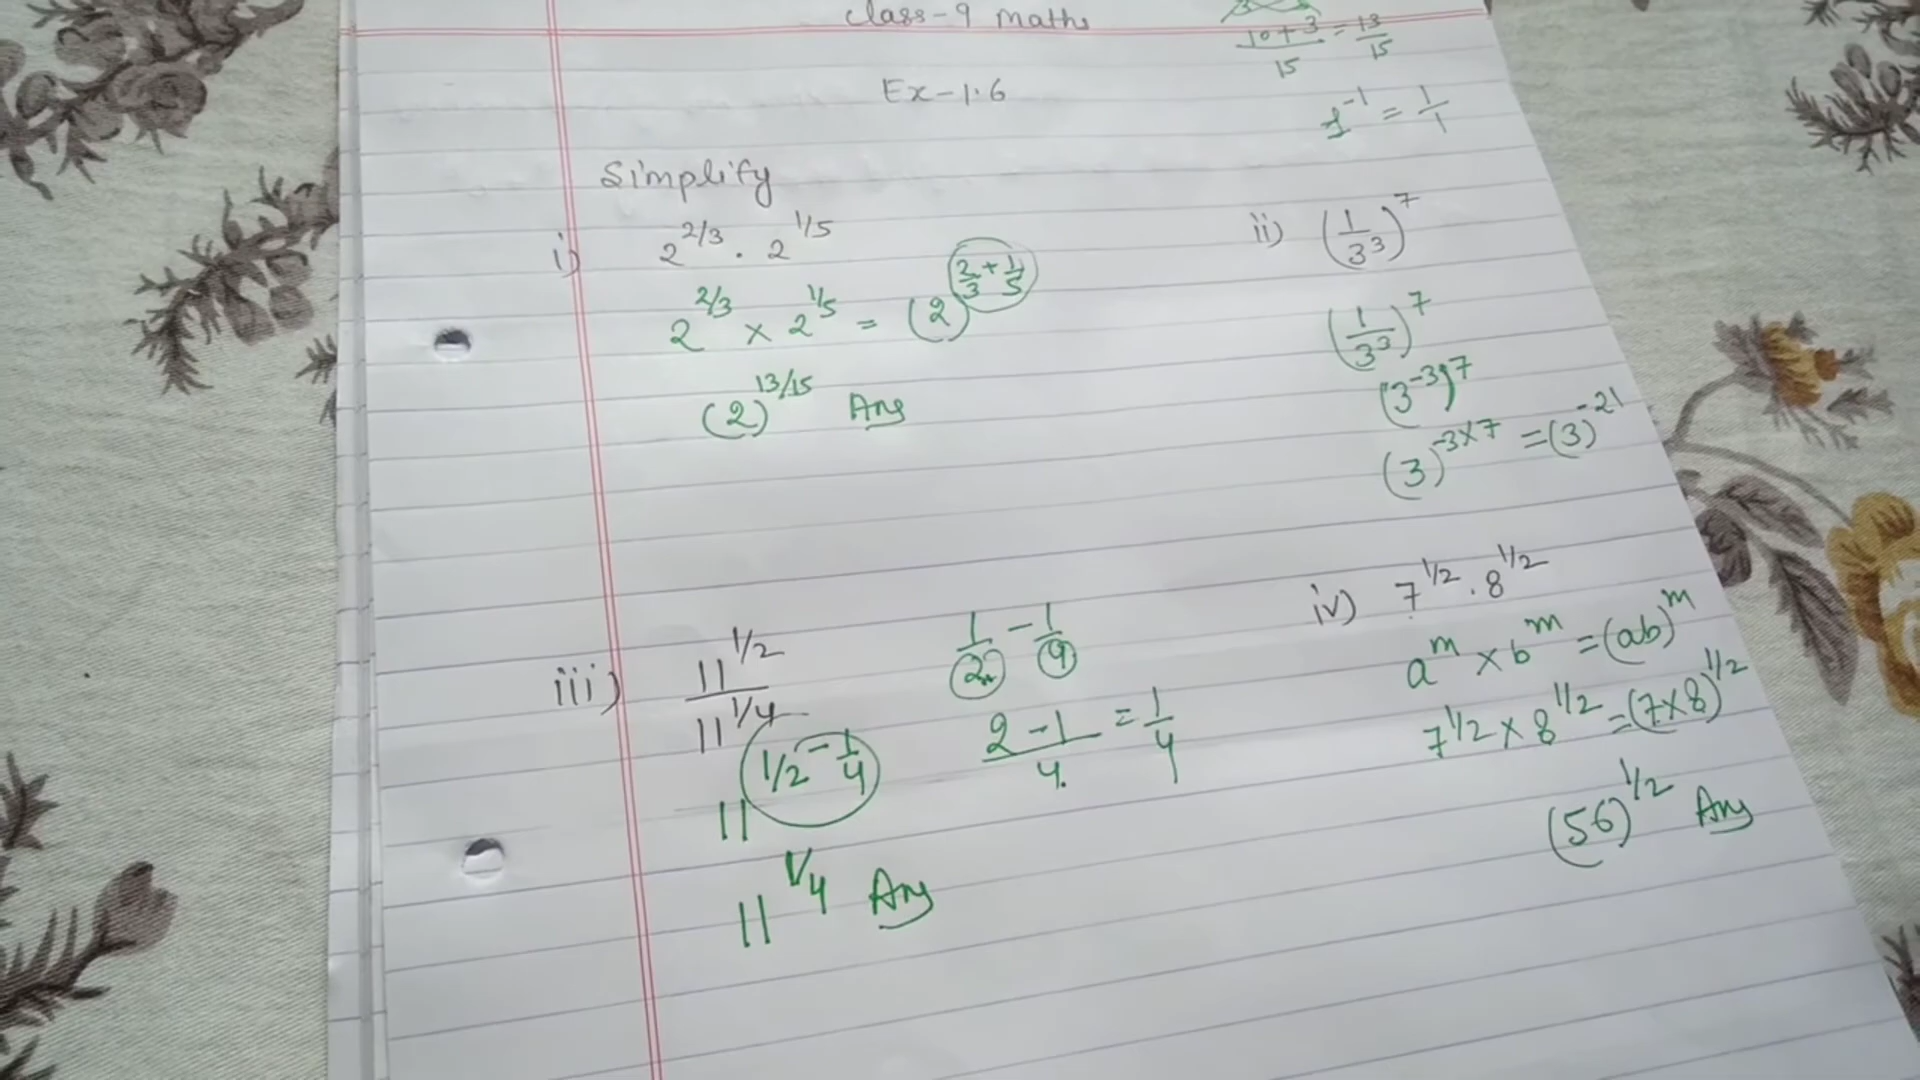 Class-9 Maths
10+3/15 = 13/15
1^-1 = 1/1
Ex-1.6
Simplify
i) 2^2/3 . 2^1/5
2^2/3 × 2^1/5 = (2)^2/3+1/5
(2)^13/15 Ans
ii) (1/3^3)^7
(1/3^3)^7
(3^-3)^7
(3)^-3×7 = (3)^-21
iii) 11^1/2 / 11^1/4
11^1/2-1/4
11^1/4 Ans
1/2 - 1/4
2-1/4. = 1/4
iv) 7^1/2 . 8^1/2
a^m × b^m = (ab)^m
7^1/2 × 8^1/2 = (7×8)^1/2
(56)^1/2 Ans